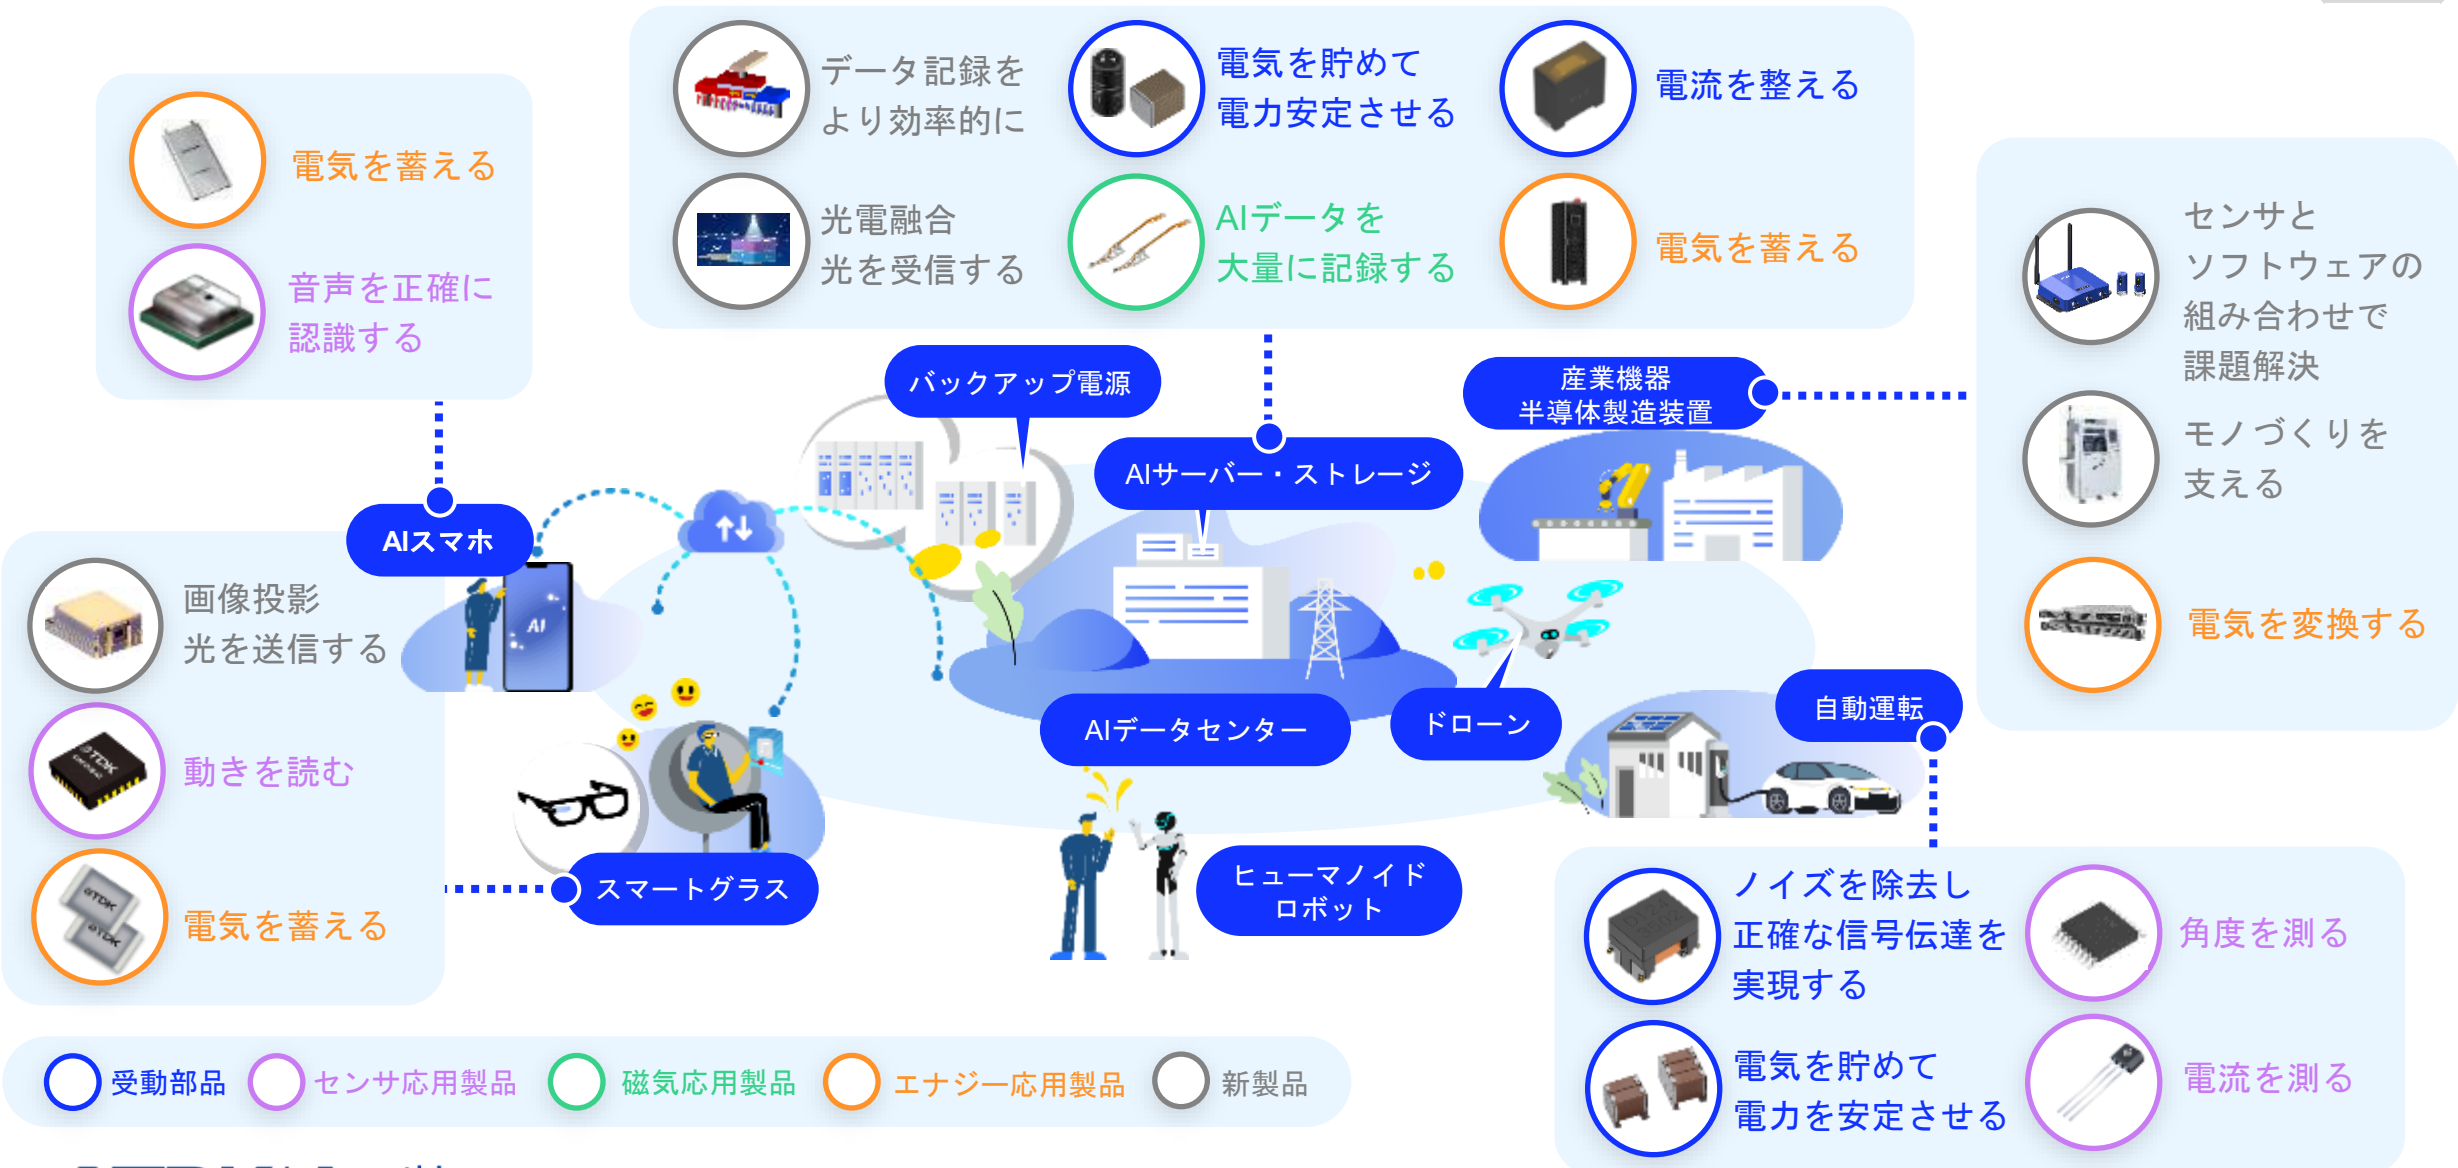 データ記録を
より効率的に
電気を貯めて
電力安定させる
電流を整える
光電融合
光を受信する
AIデータを
大量に記録する
電気を蓄える
電気を蓄える
音声を正確に
認識する
センサと
ソフトウェアの
組み合わせで
課題解決
モノづくりを
支える
電気を変換する
バックアップ電源
産業機器
半導体製造装置
AIサーバー・ストレージ
AIスマホ
AI
画像投影
光を送信する
動きを読む
TDK
電気を蓄える
TDK
TDK
AIデータセンター
ドローン
自動運転
スマートグラス
ヒューマノイド
ロボット
ノイズを除去し
正確な信号伝達を
実現する
角度を測る
電気を貯めて
電力を安定させる
電流を測る
受動部品
センサ応用製品
磁気応用製品
エナジー応用製品
新製品